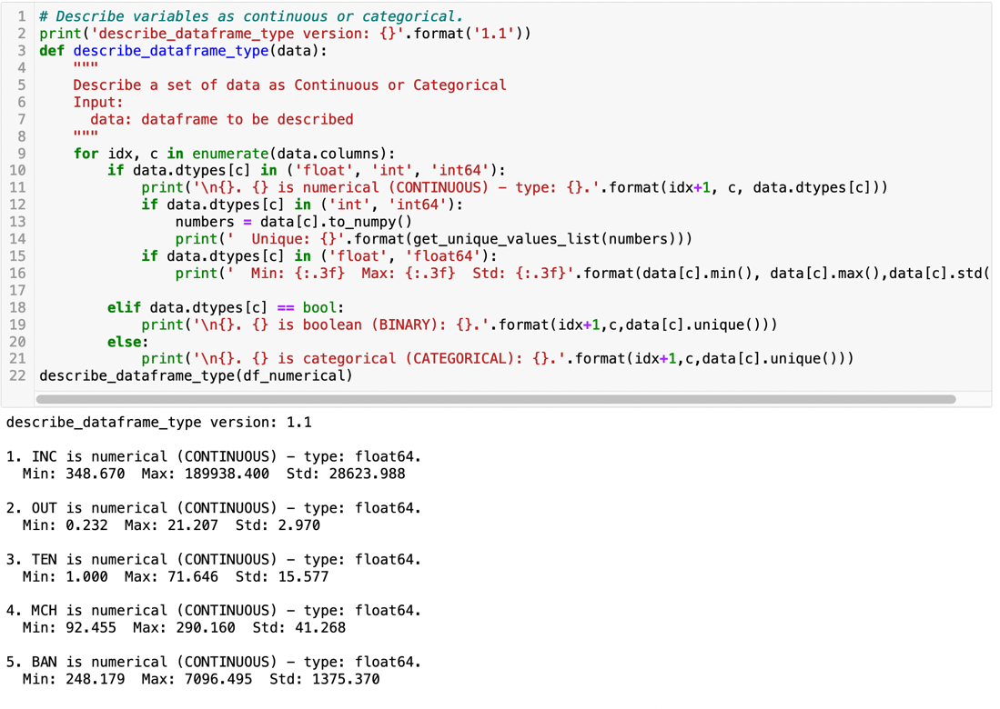 1 # Describe variables as continuous or categorical.
2 print('describe_dataframe_type version: {}'.format('1.1'))
3 def describe_dataframe_type(data):
4     """
5     Describe a set of data as Continuous or Categorical
6     Input:
7       data: dataframe to be described
8     """
9     for idx, c in enumerate(data.columns):
10         if data.dtypes[c] in ('float', 'int', 'int64'):
11             print('\n{}. {} is numerical (CONTINUOUS) - type: {}.'.format(idx+1, c, data.dtypes[c]))
12             if data.dtypes[c] in ('int', 'int64'):
13                 numbers = data[c].to_numpy()
14                 print('  Unique: {}'.format(get_unique_values_list(numbers)))
15             if data.dtypes[c] in ('float', 'float64'):
16                 print('  Min: {:.3f}  Max: {:.3f}  Std: {:.3f}'.format(data[c].min(), data[c].max(),data[c].std(
17
18         elif data.dtypes[c] == bool:
19             print('\n{}. {} is boolean (BINARY): {}.'.format(idx+1,c,data[c].unique()))
20         else:
21             print('\n{}. {} is categorical (CATEGORICAL): {}.'.format(idx+1,c,data[c].unique()))
22 describe_dataframe_type(df_numerical)
describe_dataframe_type version: 1.1
1. INC is numerical (CONTINUOUS) - type: float64.
  Min: 348.670  Max: 189938.400  Std: 28623.988
2. OUT is numerical (CONTINUOUS) - type: float64.
  Min: 0.232  Max: 21.207  Std: 2.970
3. TEN is numerical (CONTINUOUS) - type: float64.
  Min: 1.000  Max: 71.646  Std: 15.577
4. MCH is numerical (CONTINUOUS) - type: float64.
  Min: 92.455  Max: 290.160  Std: 41.268
5. BAN is numerical (CONTINUOUS) - type: float64.
  Min: 248.179  Max: 7096.495  Std: 1375.370